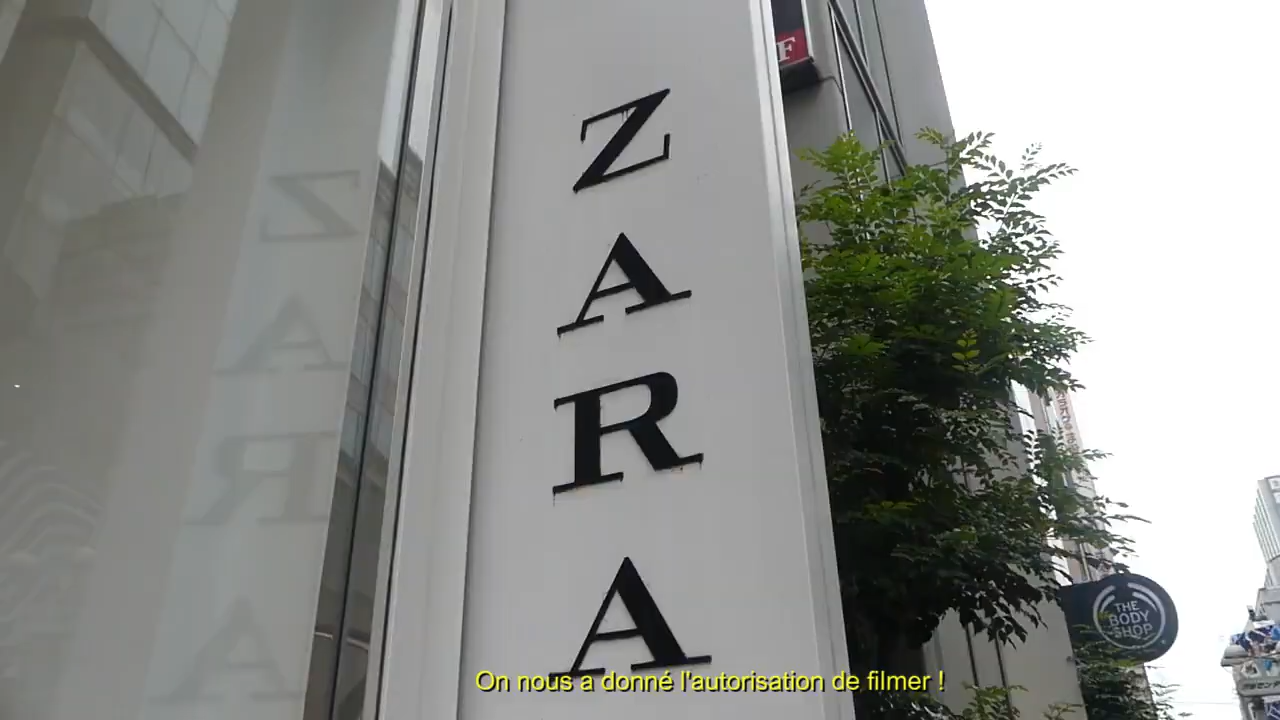 F
ZARA
THE
BODY
SHOP
On nous a donné l'autorisation de filmer !